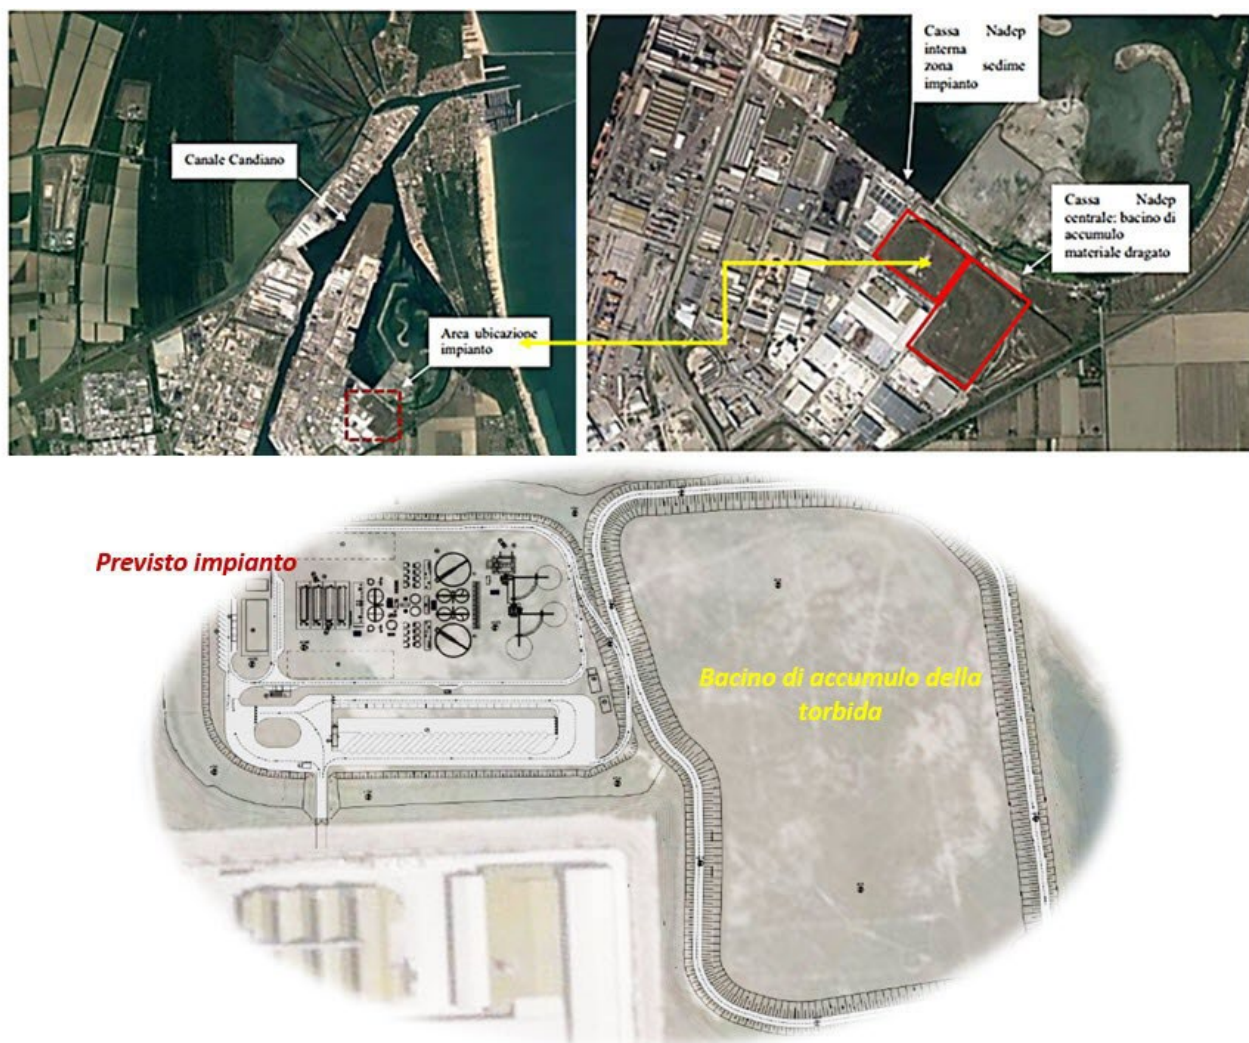 Canale Candiano
Area ubicazione
impianto
Cassa Nadep
interna
zona sedime
impianto
Cassa Nadep
centrale: bacino di
accumulo
materiale dragato
Previsto impianto
Bacino di accumulo della
torbida